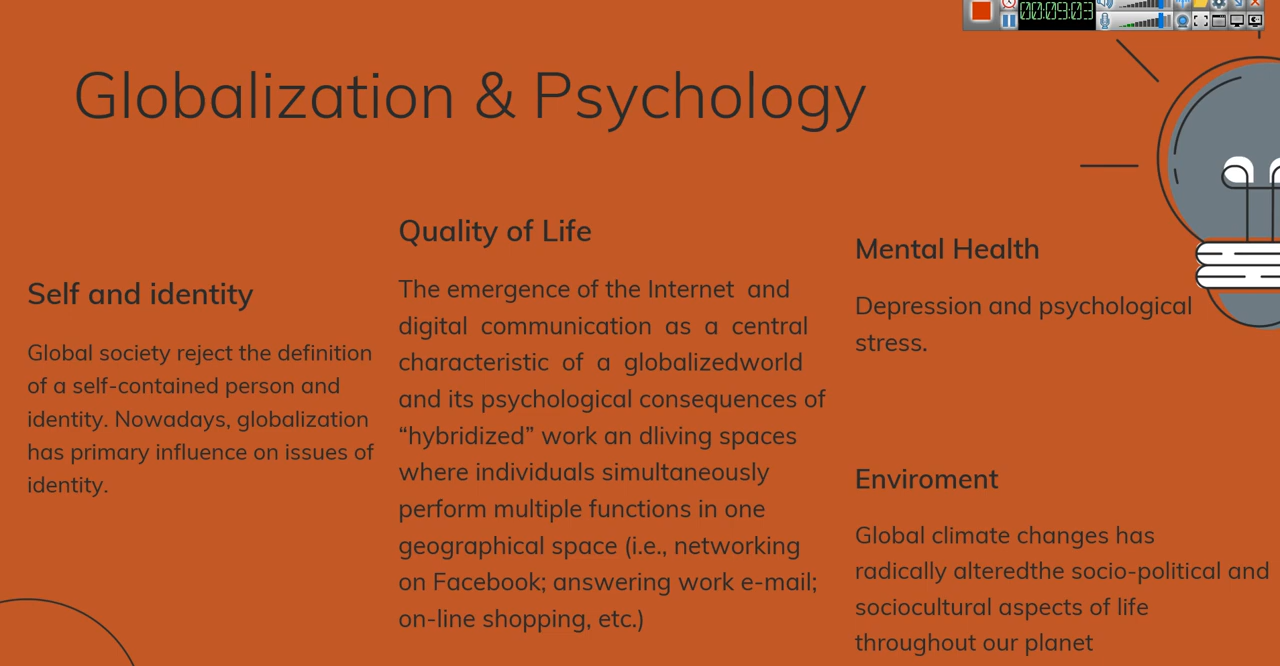 00:09:03
Globalization & Psychology
Self and identity
Global society reject the definition
of a self-contained person and
identity. Nowadays, globalization
has primary influence on issues of
identity.
Quality of Life
The emergence of the Internet  and
digital  communication  as  a  central
characteristic  of  a  globalizedworld
and its psychological consequences of
“hybridized” work an dliving spaces
where individuals simultaneously
perform multiple functions in one
geographical space (i.e., networking
on Facebook; answering work e-mail;
on-line shopping, etc.)
Mental Health
Depression and psychological
stress.
Enviroment
Global climate changes has
radically alteredthe socio-political and
sociocultural aspects of life
throughout our planet